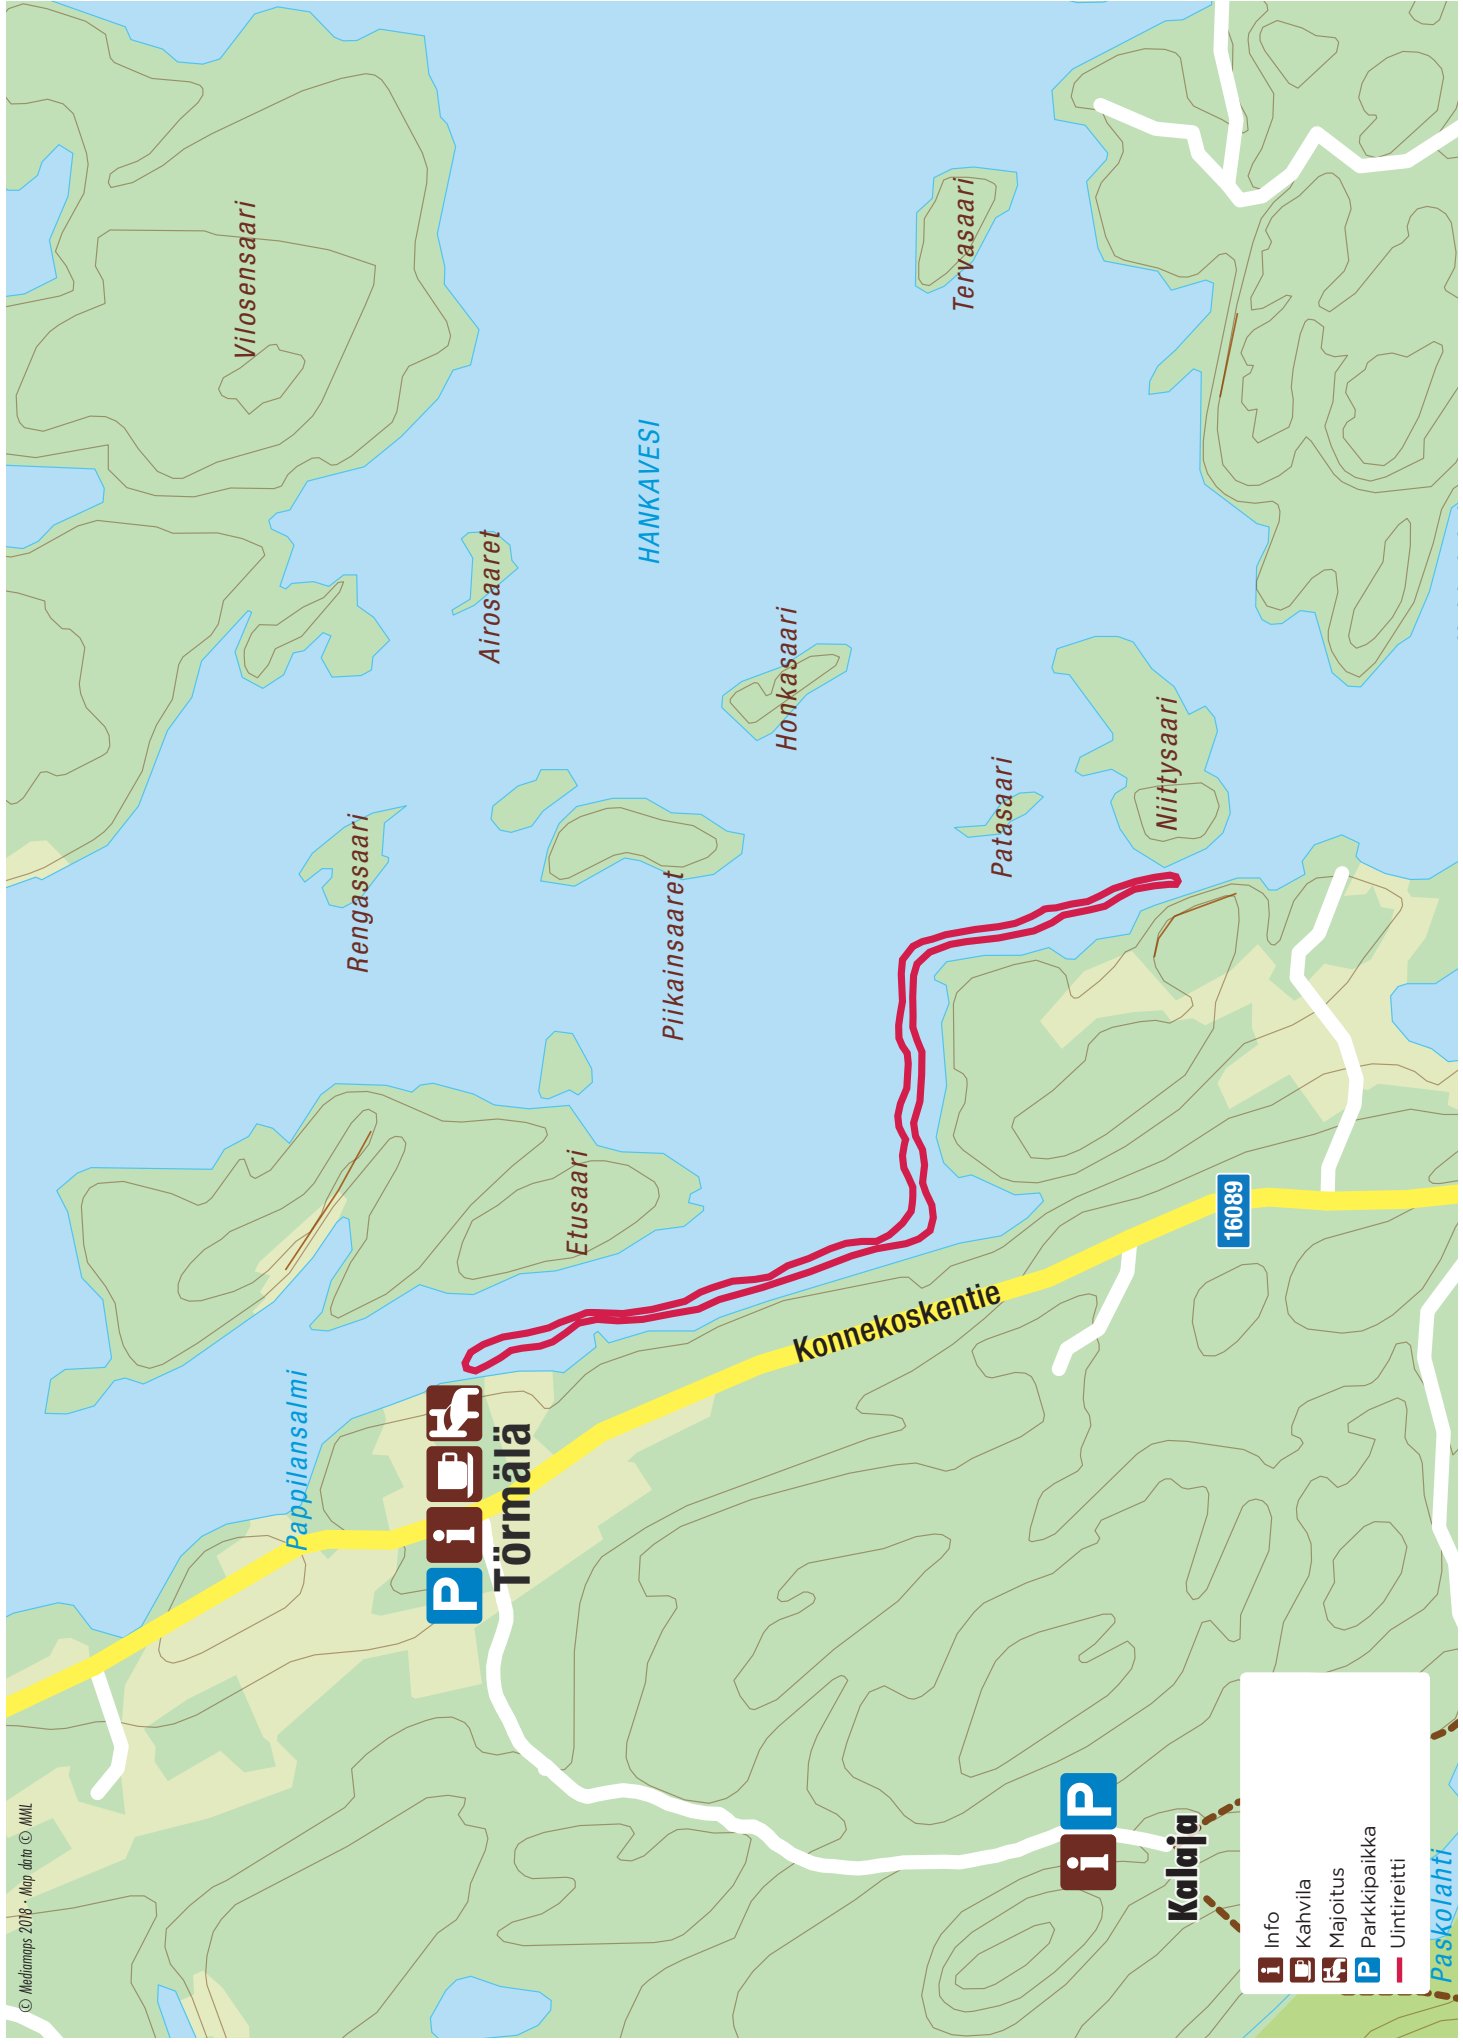 Vilosensaari
Tervasaari
HANKAVESI
Airosaaret
Honkasaari
Niittysaari
Patasaari
Rengassaari
Piikainsaaret
Etusaari
16089
Konnekoskentie
Pappilansalmi
P i
Törmälä
i P
Kalaja
Paskolahti
i Info
Kahvila
Majoitus
P Parkkipaikka
Uintireitti
© Mediamaps 2018 • Map data © MML